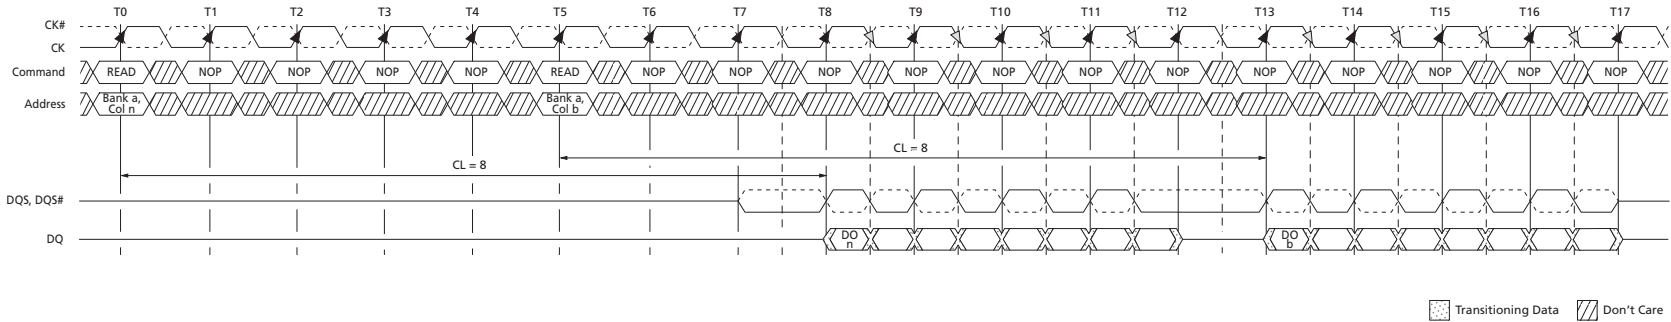 T0 T1 T2 T3 T4 T5 T6 T7 T8 T9 T10 T11 T12 T13 T14 T15 T16 T17
CK#
CK
Command READ NOP NOP NOP NOP READ NOP NOP NOP NOP NOP NOP NOP NOP NOP NOP NOP NOP
Address Bank a, Col n Bank a, Col b
CL = 8
CL = 8
DQS, DQS#
DQ DO n DO b
Transitioning Data Don't Care